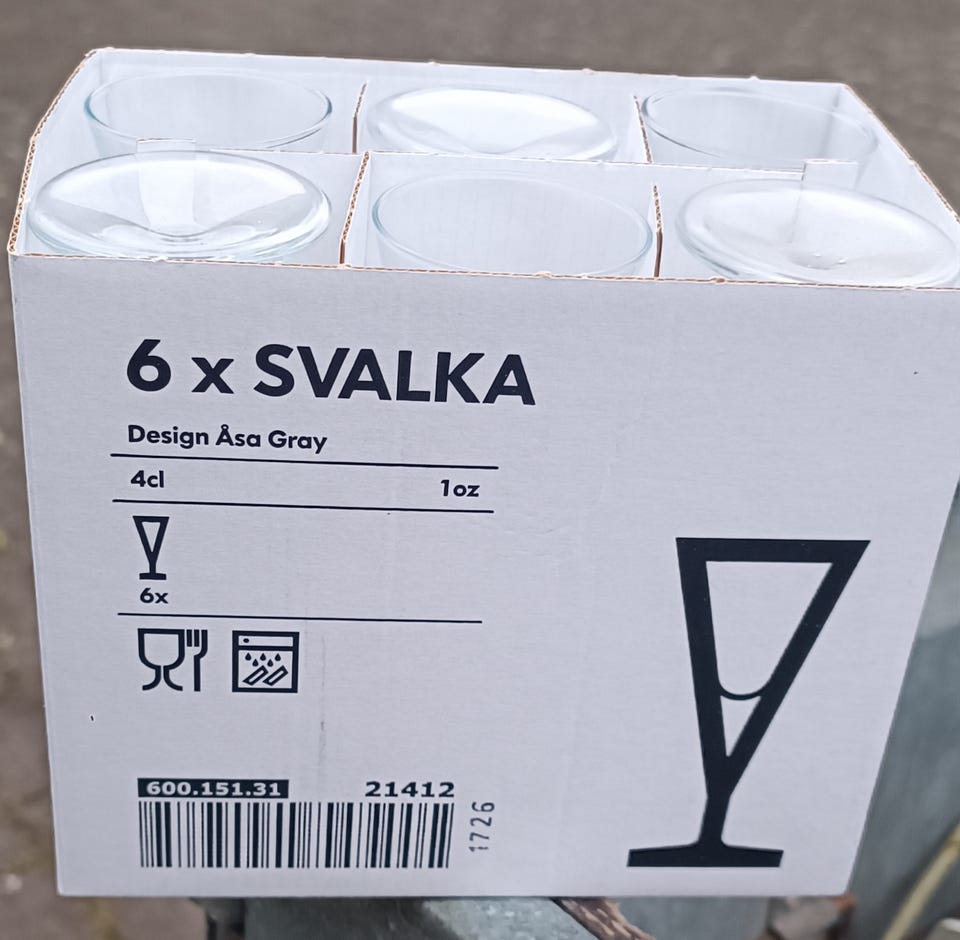 6 x SVALKA
Design Åsa Gray
4cl 1oz
6x
600.151.31 21412
1726